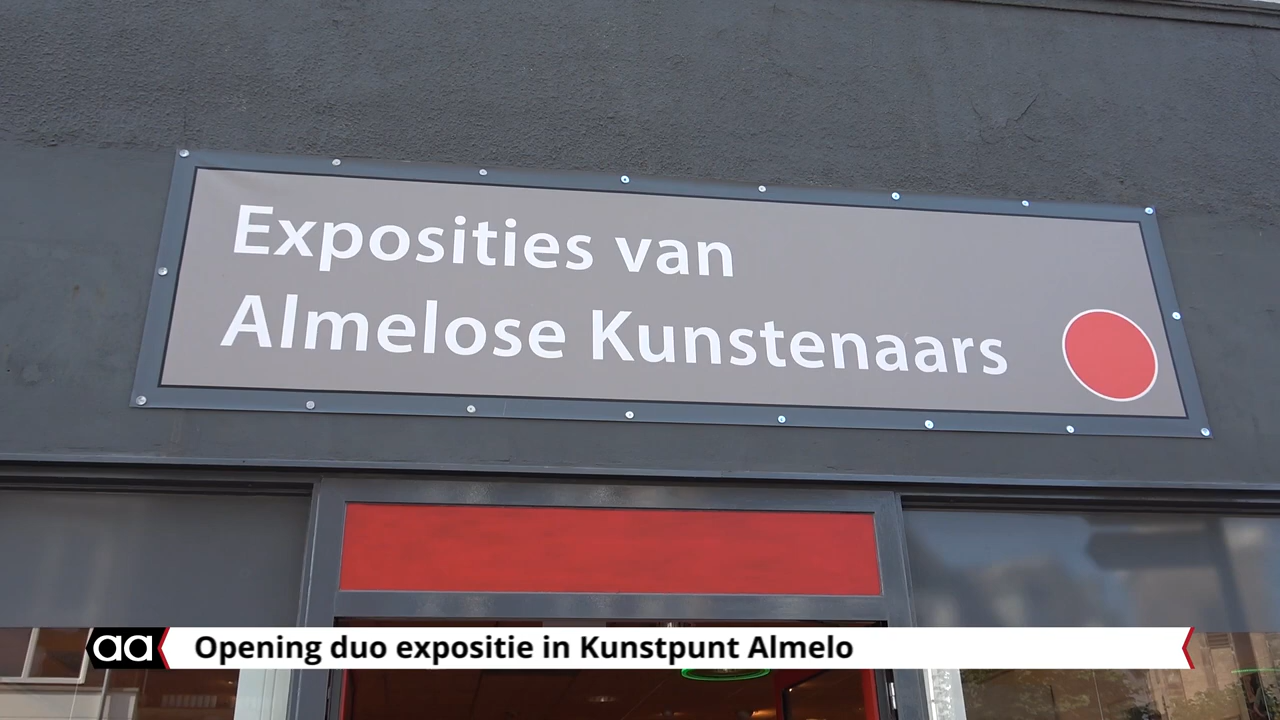 Exposities van
Almelose Kunstenaars
aa
Opening duo expositie in Kunstpunt Almelo